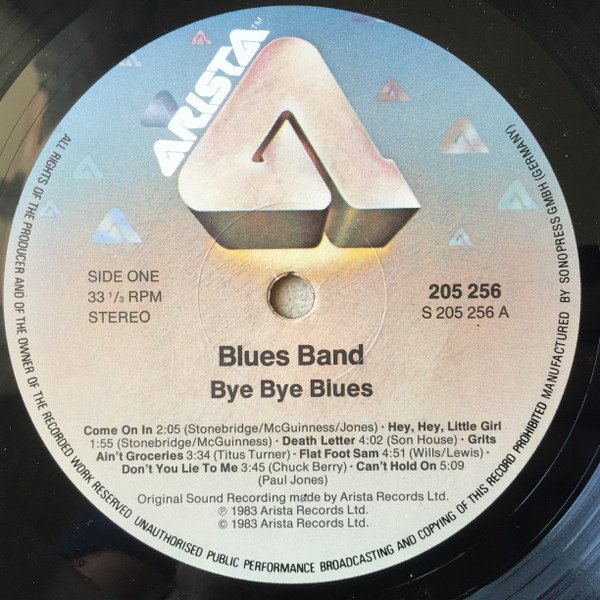 ARISTA™
SIDE ONE
33 1/3 RPM
STEREO
205 256
S 205 256 A
Blues Band
Bye Bye Blues
Come On In 2:05 (Stonebridge/McGuinness/Jones) · Hey, Hey, Little Girl
1:55 (Stonebridge/McGuinness) · Death Letter 4:02 (Son House) · Grits
Ain't Groceries 3:34 (Titus Turner) · Flat Foot Sam 4:51 (Wills/Lewis) ·
Don't You Lie To Me 3:45 (Chuck Berry) · Can't Hold On 5:09
(Paul Jones)
Original Sound Recording made by Arista Records Ltd.
℗ 1983 Arista Records Ltd.
© 1983 Arista Records Ltd.
ALL RIGHTS OF THE PRODUCER AND OF THE OWNER OF THE RECORDED WORK RESERVED UNAUTHORISED PUBLIC PERFORMANCE BROADCASTING AND COPYING OF THIS RECORD PROHIBITED MANUFACTURED BY SONOPRESS GMBH (GERMANY)